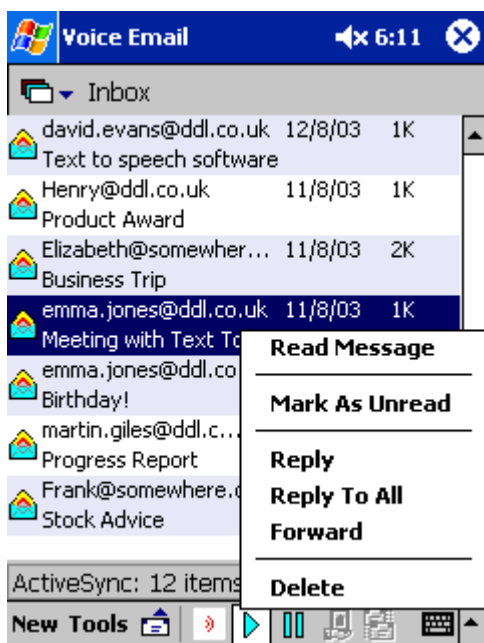 Voice Email 6:11
Inbox
david.evans@ddl.co.uk 12/8/03 1K
Text to speech software
Henry@ddl.co.uk 11/8/03 1K
Product Award
Elizabeth@somewher... 11/8/03 2K
Business Trip
emma.jones@ddl.co.uk 11/8/03 1K
Meeting with Text To
Read Message
emma.jones@ddl.co
Birthday!
Mark As Unread
martin.giles@ddl.c...
Progress Report
Reply
Frank@somewhere.
Reply To All
Stock Advice
Forward
ActiveSync: 12 items
Delete
New Tools